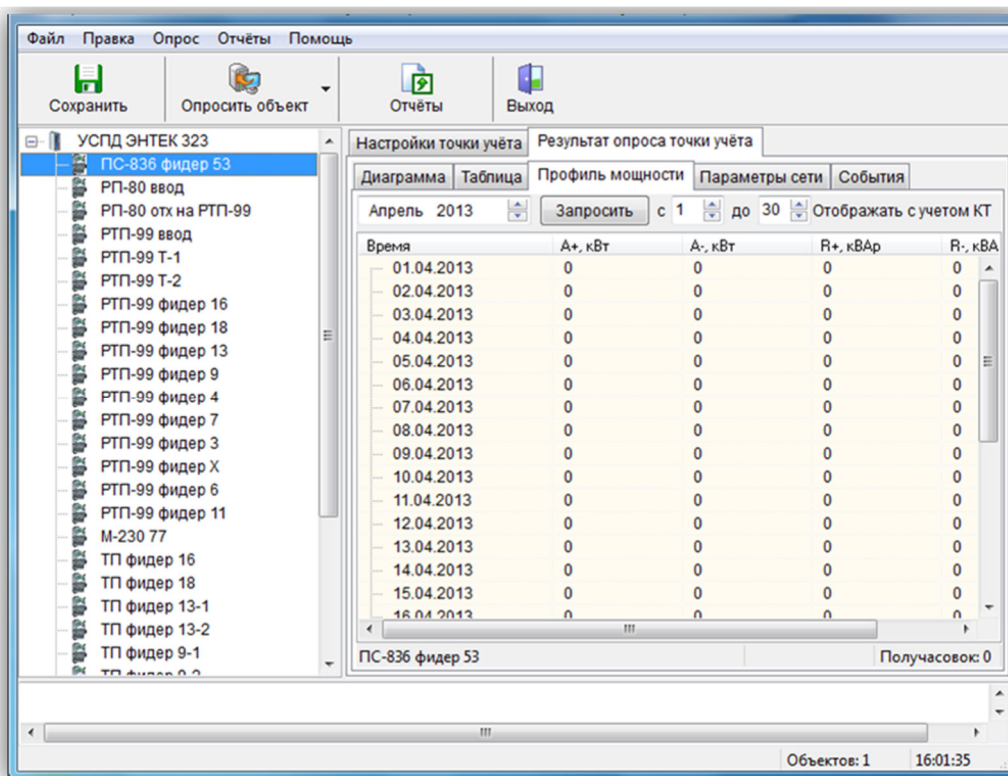 Файл Правка Опрос Отчёты Помощь
Сохранить Опросить объект Отчёты Выход
УСПД ЭНТЕК 323
ПС-836 фидер 53
РП-80 ввод
РП-80 отх на РТП-99
РТП-99 ввод
РТП-99 Т-1
РТП-99 Т-2
РТП-99 фидер 16
РТП-99 фидер 18
РТП-99 фидер 13
РТП-99 фидер 9
РТП-99 фидер 4
РТП-99 фидер 7
РТП-99 фидер 3
РТП-99 фидер Х
РТП-99 фидер 6
РТП-99 фидер 11
М-230 77
ТП фидер 16
ТП фидер 18
ТП фидер 13-1
ТП фидер 13-2
ТП фидер 9-1
ТП фидер 9-2
Настройки точки учёта Результат опроса точки учёта
Диаграмма Таблица Профиль мощности Параметры сети События
Апрель 2013 Запросить с 1 до 30 Отображать с учетом КТ
Время А+, кВт А-, кВт R+, кВАр R-, кВА
01.04.2013 0 0 0 0
02.04.2013 0 0 0 0
03.04.2013 0 0 0 0
04.04.2013 0 0 0 0
05.04.2013 0 0 0 0
06.04.2013 0 0 0 0
07.04.2013 0 0 0 0
08.04.2013 0 0 0 0
09.04.2013 0 0 0 0
10.04.2013 0 0 0 0
11.04.2013 0 0 0 0
12.04.2013 0 0 0 0
13.04.2013 0 0 0 0
14.04.2013 0 0 0 0
15.04.2013 0 0 0 0
16.04.2013 0 0 0 0
ПС-836 фидер 53 Получасовок: 0
Объектов: 1 16:01:35